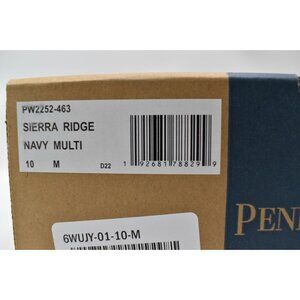 PW2252-463
SIERRA RIDGE
NAVY MULTI
10 M D22
1 92681 78829 9
PEN
6WUJY-01-10-M